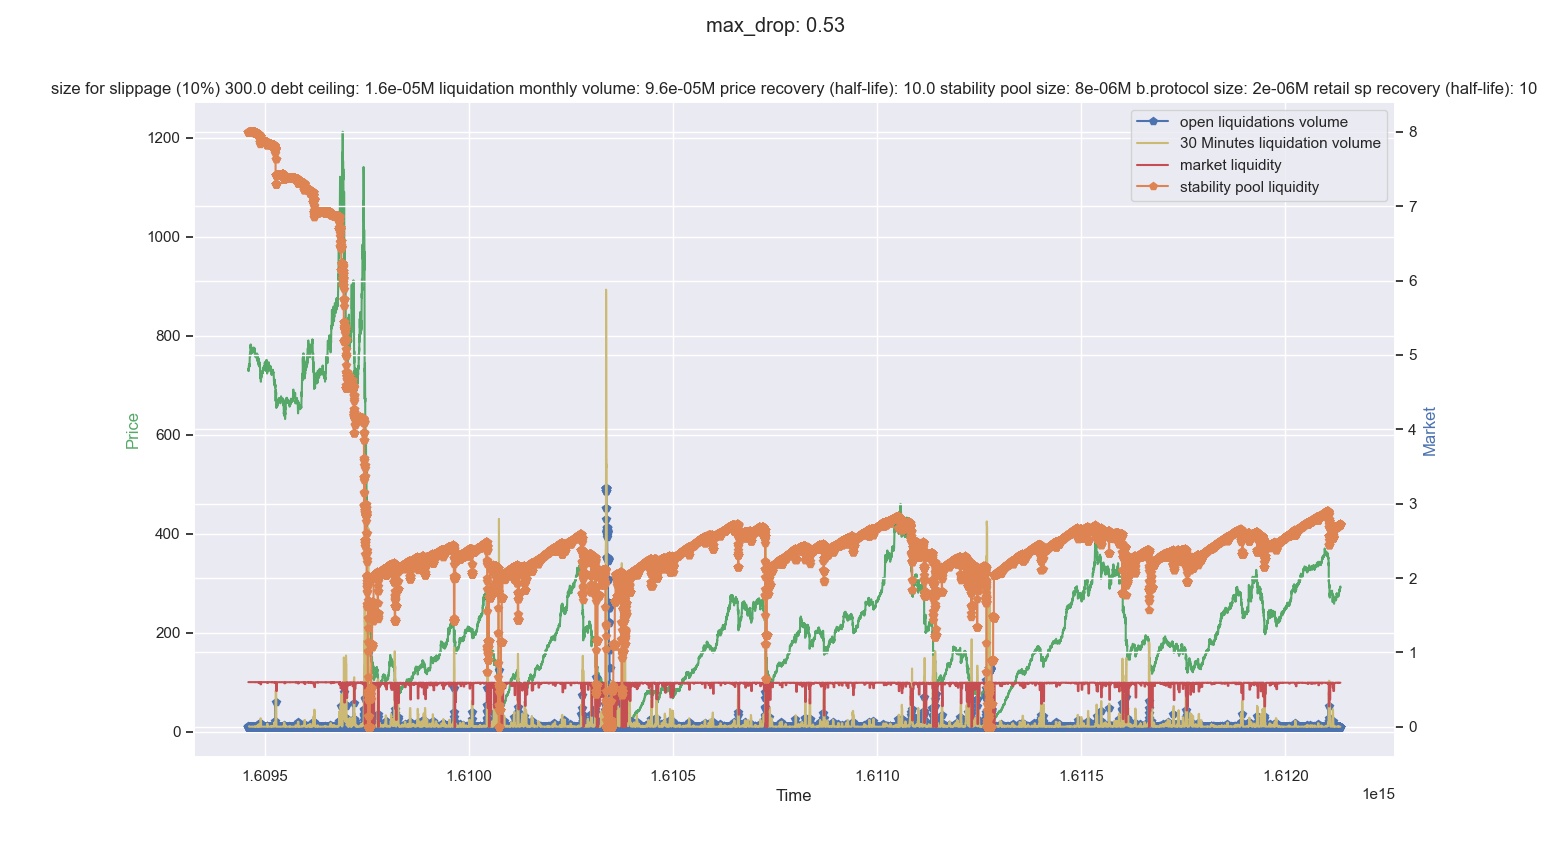 max_drop: 0.53
size for slippage (10%) 300.0 debt ceiling: 1.6e-05M liquidation monthly volume: 9.6e-05M price recovery (half-life): 10.0 stability pool size: 8e-06M b.protocol size: 2e-06M retail sp recovery (half-life): 10
open liquidations volume
30 Minutes liquidation volume
market liquidity
stability pool liquidity
Price
1200
1000
800
600
400
200
0
Market
8
7
6
5
4
3
2
1
0
1.6095 1.6100 1.6105 1.6110 1.6115 1.6120
Time
1e15